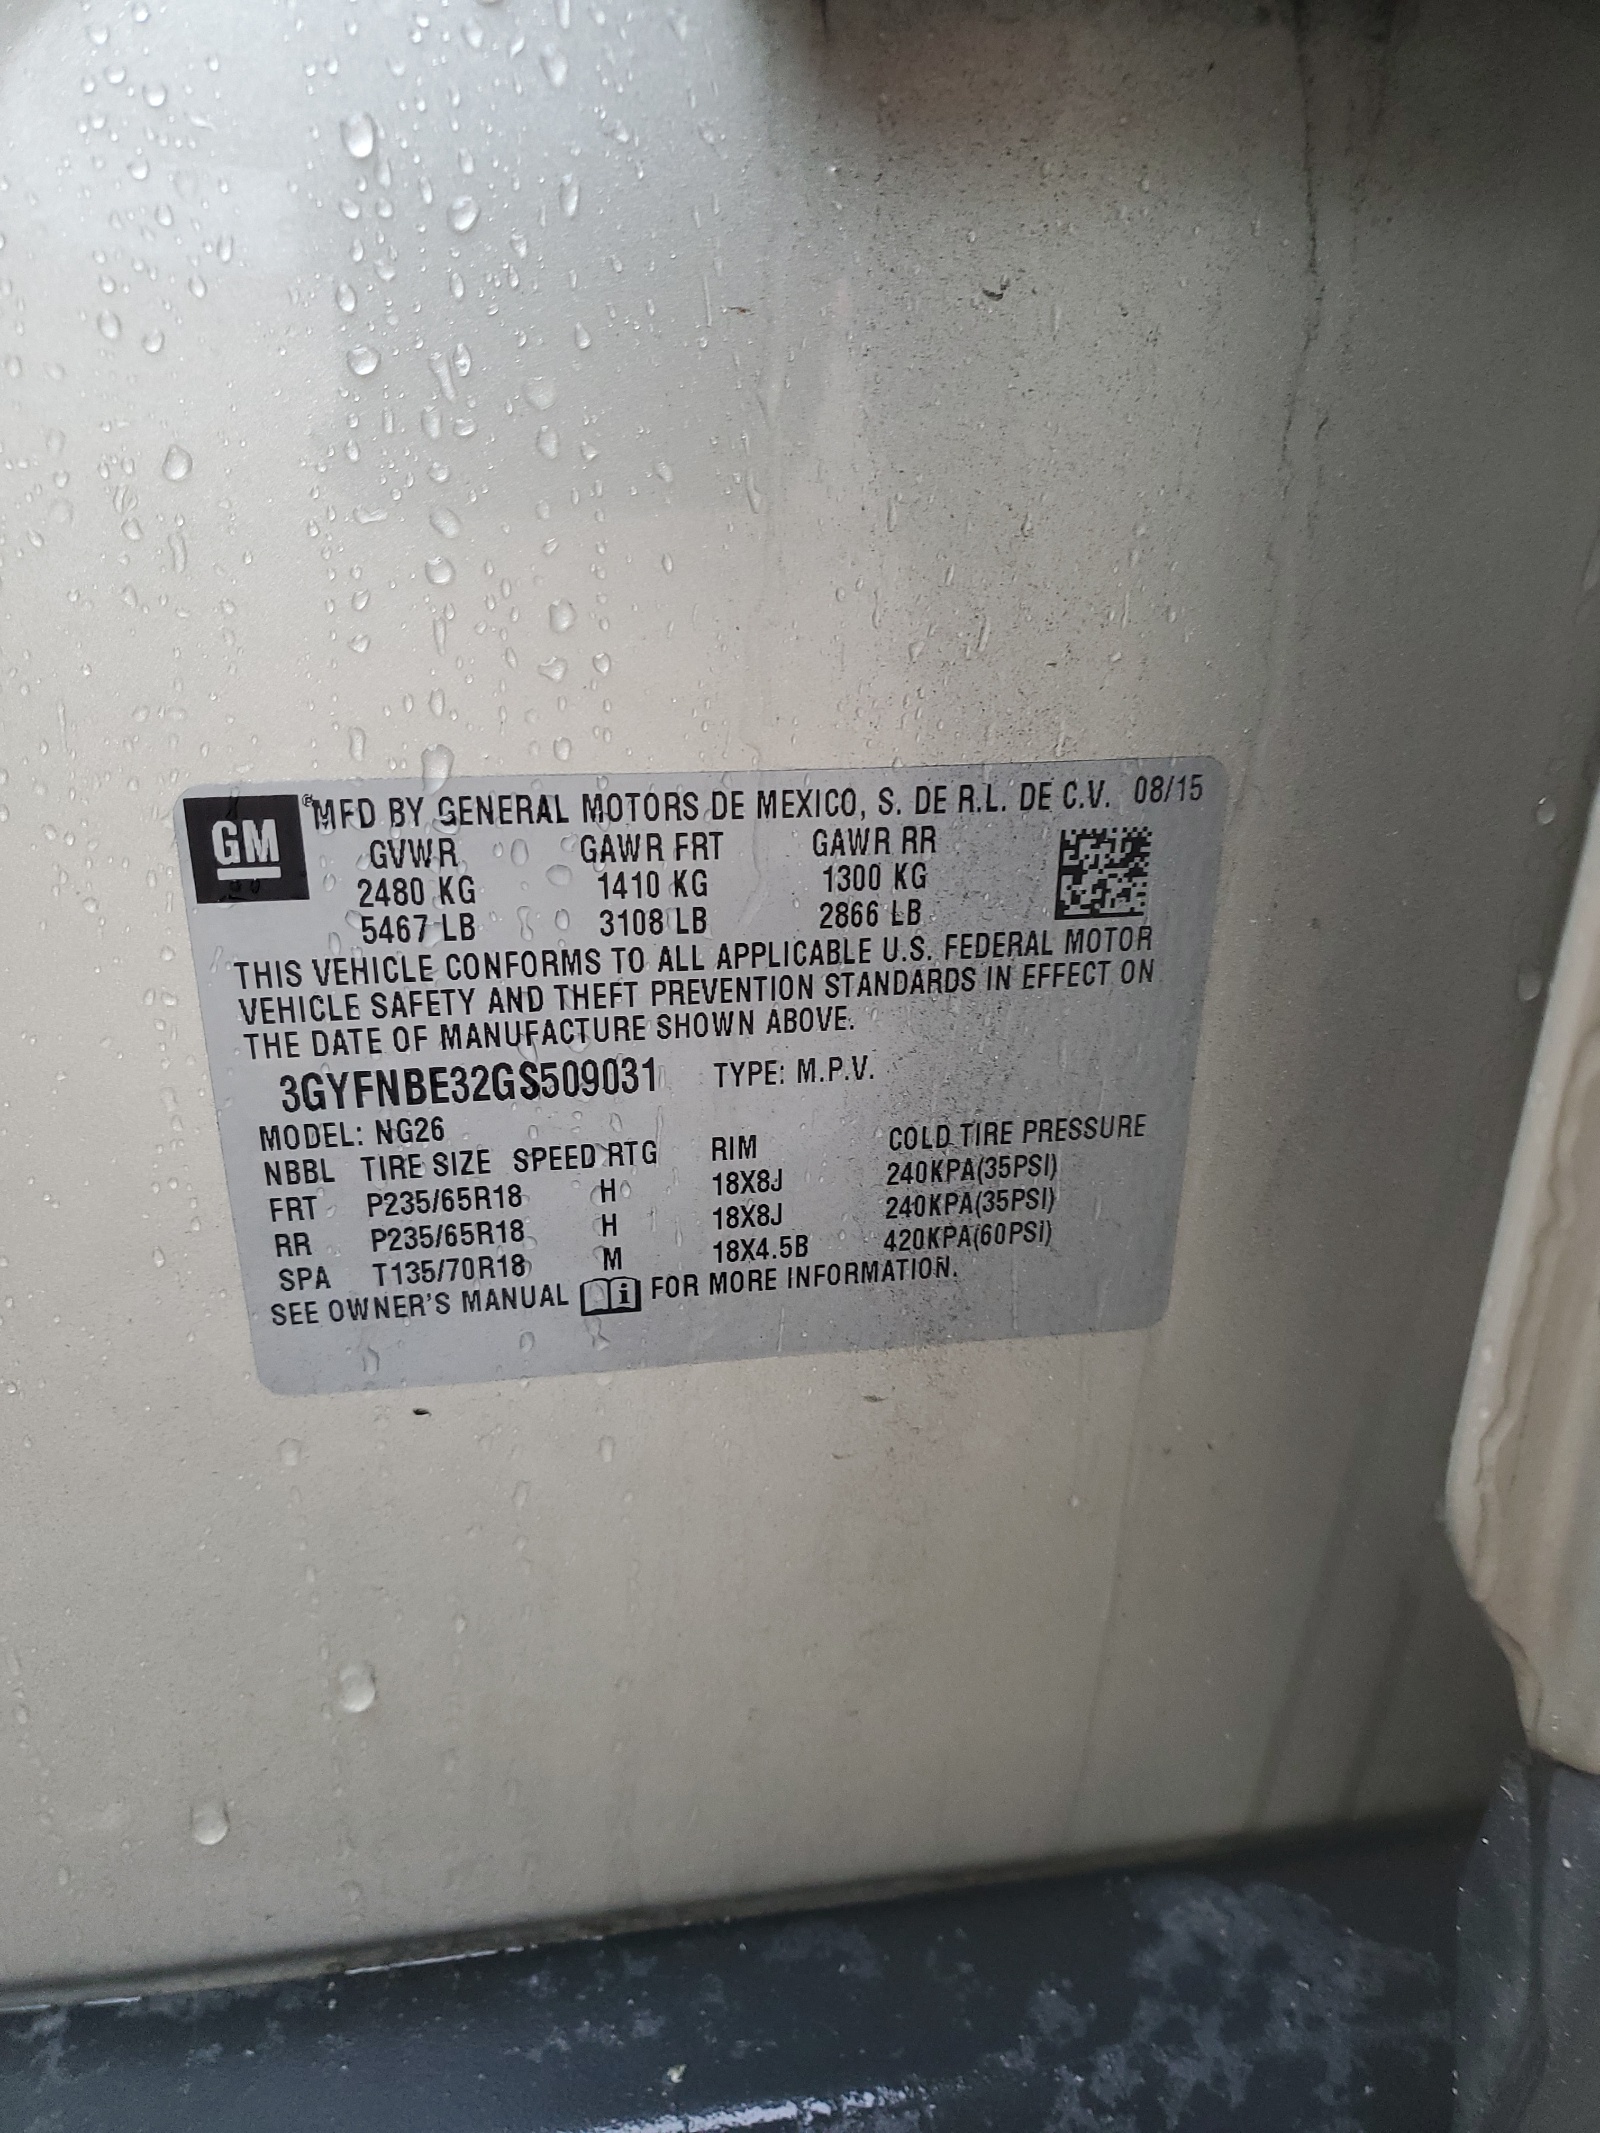 GM
® MFD BY GENERAL MOTORS DE MEXICO, S. DE R.L. DE C.V. 08/15
GVWR GAWR FRT GAWR RR
2480 KG 1410 KG 1300 KG
5467 LB 3108 LB 2866 LB
THIS VEHICLE CONFORMS TO ALL APPLICABLE U.S. FEDERAL MOTOR
VEHICLE SAFETY AND THEFT PREVENTION STANDARDS IN EFFECT ON
THE DATE OF MANUFACTURE SHOWN ABOVE.
3GYFNBE32GS509031 TYPE: M.P.V.
MODEL: NG26
NBBL TIRE SIZE SPEED RTG RIM COLD TIRE PRESSURE
FRT P235/65R18 H 18X8J 240KPA(35PSI)
RR P235/65R18 H 18X8J 240KPA(35PSI)
SPA T135/70R18 M 18X4.5B 420KPA(60PSI)
SEE OWNER'S MANUAL i FOR MORE INFORMATION.